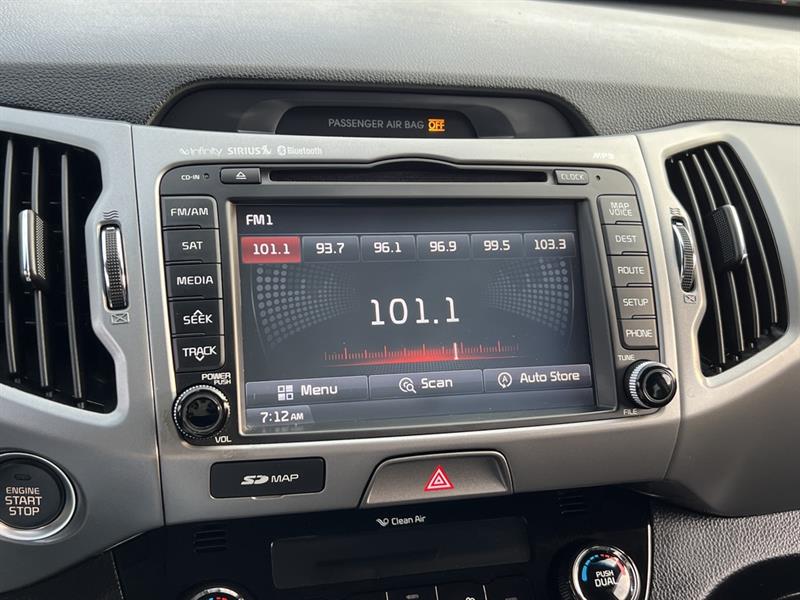 PASSENGER AIR BAG OFF
infinity SIRIUS Bluetooth MP3
CD-IN CLOCK
FM/AM
SAT
MEDIA
SEEK
TRACK
POWER
PUSH
VOL
FM1
101.1 93.7 96.1 96.9 99.5 103.3
101.1
Menu Scan Auto Store
7:12 AM
MAP
VOICE
DEST
ROUTE
SETUP
PHONE
TUNE
FILE
ENGINE
START
STOP
SD MAP
Clean Air
PUSH
DUAL